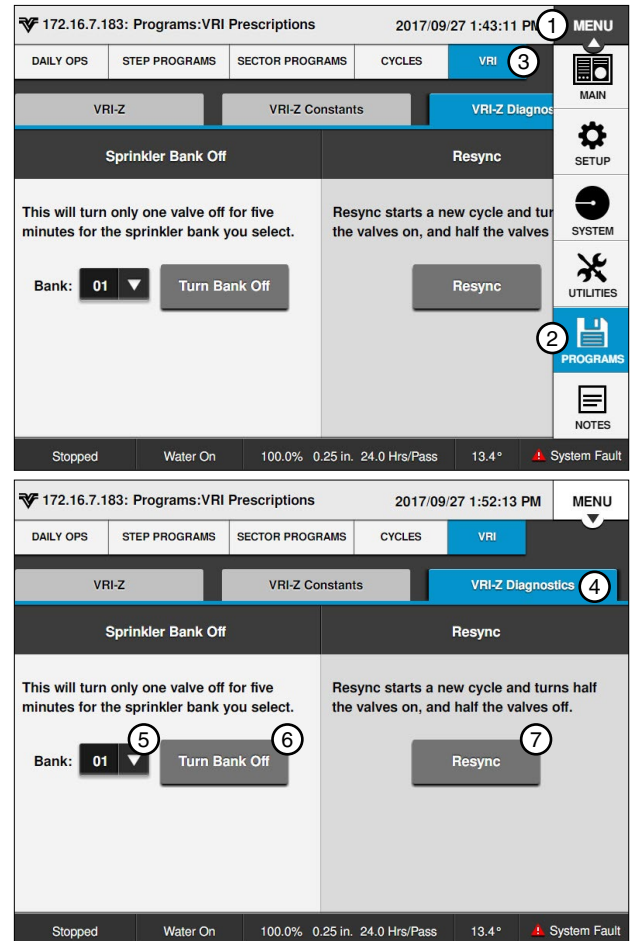 172.16.7.183: Programs:VRI Prescriptions 2017/09/27 1:43:11 PM 1 MENU
DAILY OPS STEP PROGRAMS SECTOR PROGRAMS CYCLES VRI 3
MAIN
VRI-Z VRI-Z Constants VRI-Z Diagnos
Sprinkler Bank Off Resync
SETUP
This will turn only one valve off for five
minutes for the sprinkler bank you select.
Resync starts a new cycle and tur
the valves on, and half the valves
SYSTEM
Bank: 01 Turn Bank Off Resync
UTILITIES
2
PROGRAMS
NOTES
Stopped Water On 100.0% 0.25 in. 24.0 Hrs/Pass 13.4° System Fault
172.16.7.183: Programs:VRI Prescriptions 2017/09/27 1:52:13 PM MENU
DAILY OPS STEP PROGRAMS SECTOR PROGRAMS CYCLES VRI
VRI-Z VRI-Z Constants VRI-Z Diagnostics 4
Sprinkler Bank Off Resync
This will turn only one valve off for five
minutes for the sprinkler bank you select.
Resync starts a new cycle and turns half
the valves on, and half the valves off.
5 6 7
Bank: 01 Turn Bank Off Resync
Stopped Water On 100.0% 0.25 in. 24.0 Hrs/Pass 13.4° System Fault